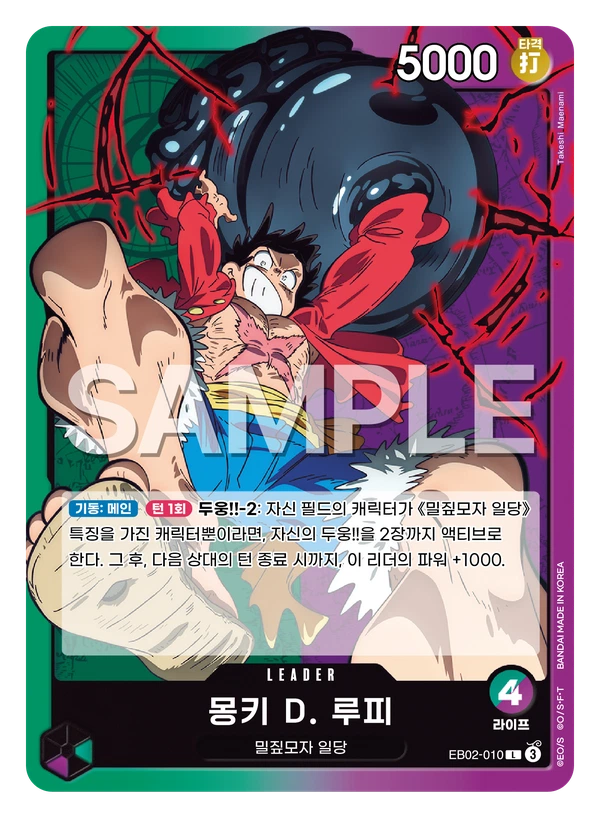 5000
타격
打
Takeshi Maenami
SAMPLE
기동: 메인 턴 1회 두웅!!-2: 자신 필드의 캐릭터가 《밀짚모자 일당》
특징을 가진 캐릭터뿐이라면, 자신의 두웅!!을 2장까지 액티브로
한다. 그 후, 다음 상대의 턴 종료 시까지, 이 리더의 파워 +1000.
LEADER
몽키 D. 루피
밀짚모자 일당
4
라이프
EB02-010 L 3
©EO/S ©O/S·F·T BANDAI MADE IN KOREA